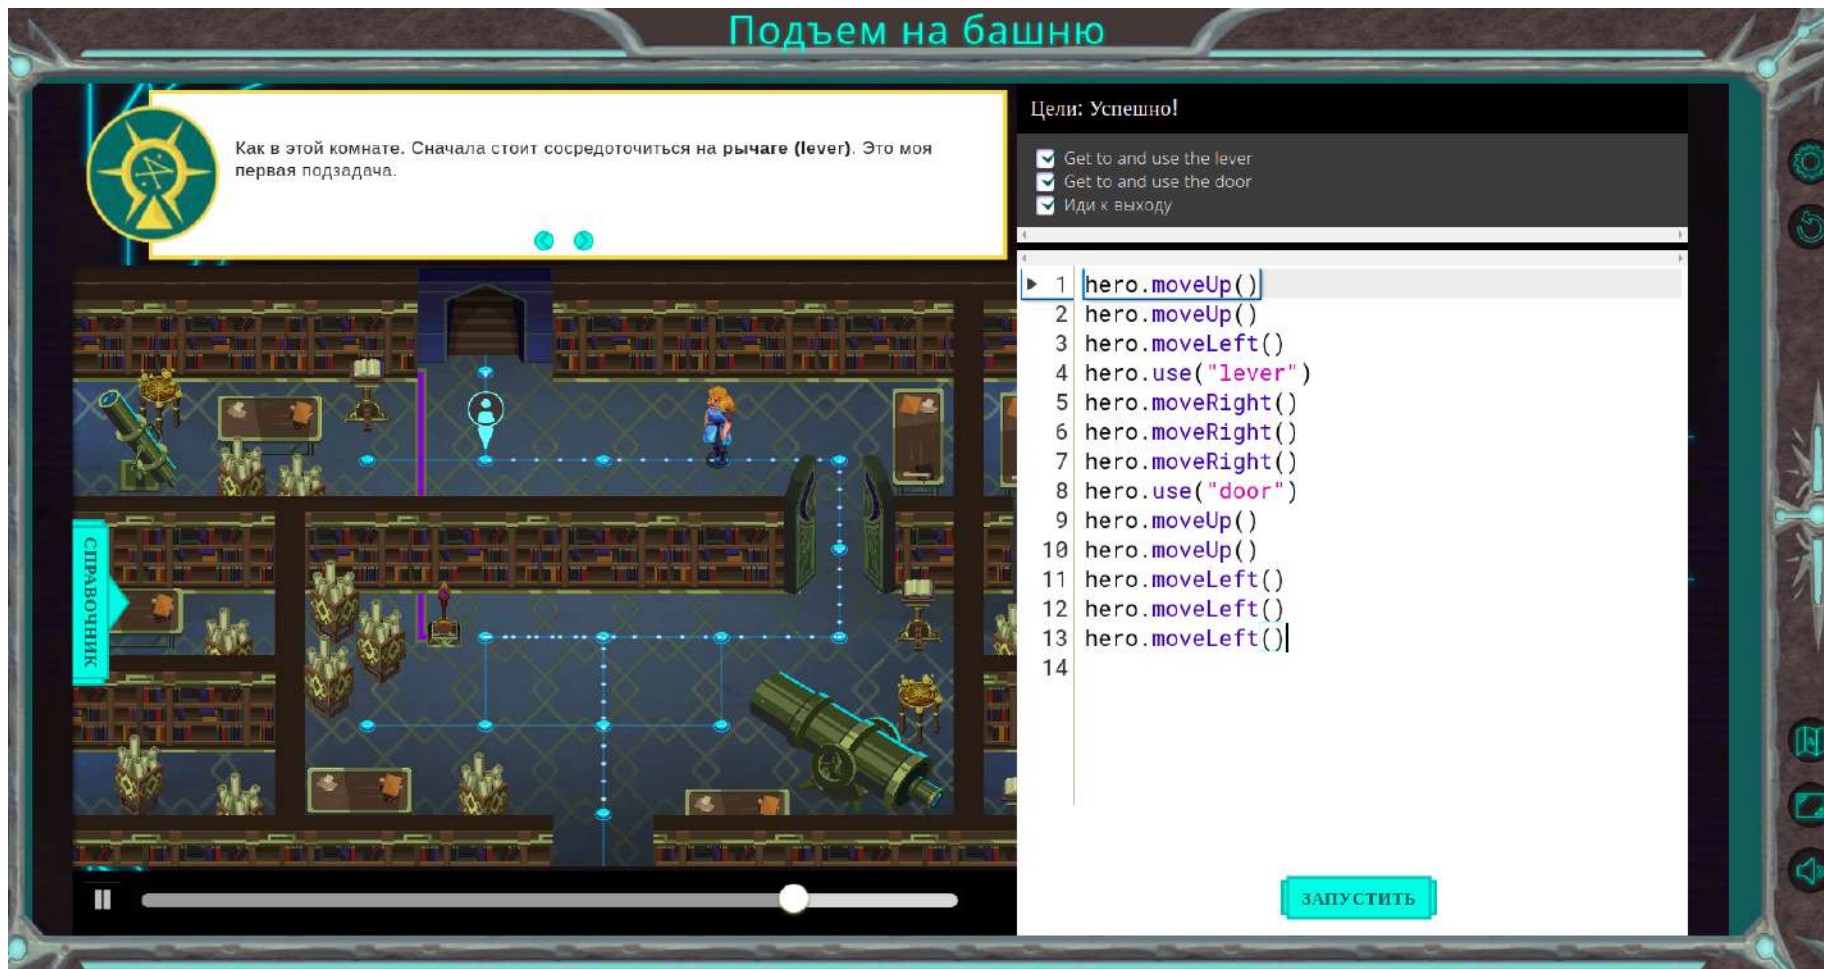 Подъем на башню
Как в этой комнате. Сначала стоит сосредоточиться на рычаге (lever). Это моя
первая подзадача.
Цели: Успешно!
Get to and use the lever
Get to and use the door
Иди к выходу
1 hero.moveUp()
2 hero.moveUp()
3 hero.moveLeft()
4 hero.use("lever")
5 hero.moveRight()
6 hero.moveRight()
7 hero.moveRight()
8 hero.use("door")
9 hero.moveUp()
10 hero.moveUp()
11 hero.moveLeft()
12 hero.moveLeft()
13 hero.moveLeft()
14
СПРАВОЧНИК
ЗАПУСТИТЬ